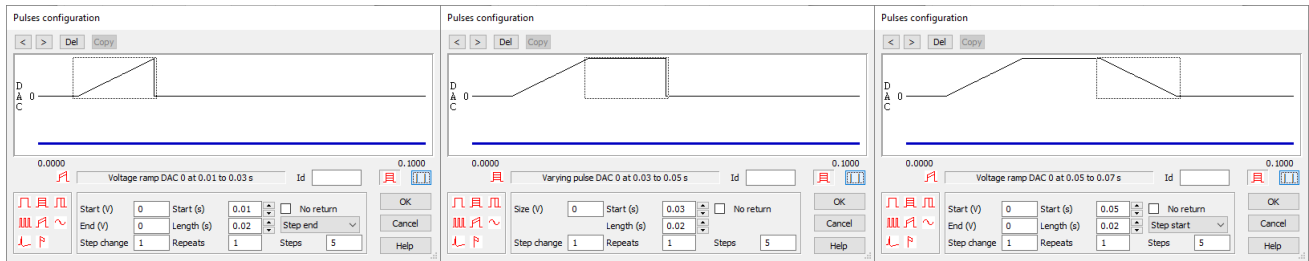 Pulses configuration
< > Del Copy
D
A 0
C
0.0000 0.1000
Voltage ramp DAC 0 at 0.01 to 0.03 s Id
Start (V) 0 Start (s) 0.01 No return OK
End (V) 0 Length (s) 0.02 Step end Cancel
Step change 1 Repeats 1 Steps 5 Help
Pulses configuration
< > Del Copy
D
A 0
C
0.0000 0.1000
Varying pulse DAC 0 at 0.03 to 0.05 s Id
Size (V) 0 Start (s) 0.03 No return OK
Length (s) 0.02 Cancel
Step change 1 Repeats 1 Steps 5 Help
Pulses configuration
< > Del Copy
D
A 0
C
0.0000 0.1000
Voltage ramp DAC 0 at 0.05 to 0.07 s Id
Start (V) 0 Start (s) 0.05 No return OK
End (V) 0 Length (s) 0.02 Step start Cancel
Step change 1 Repeats 1 Steps 5 Help